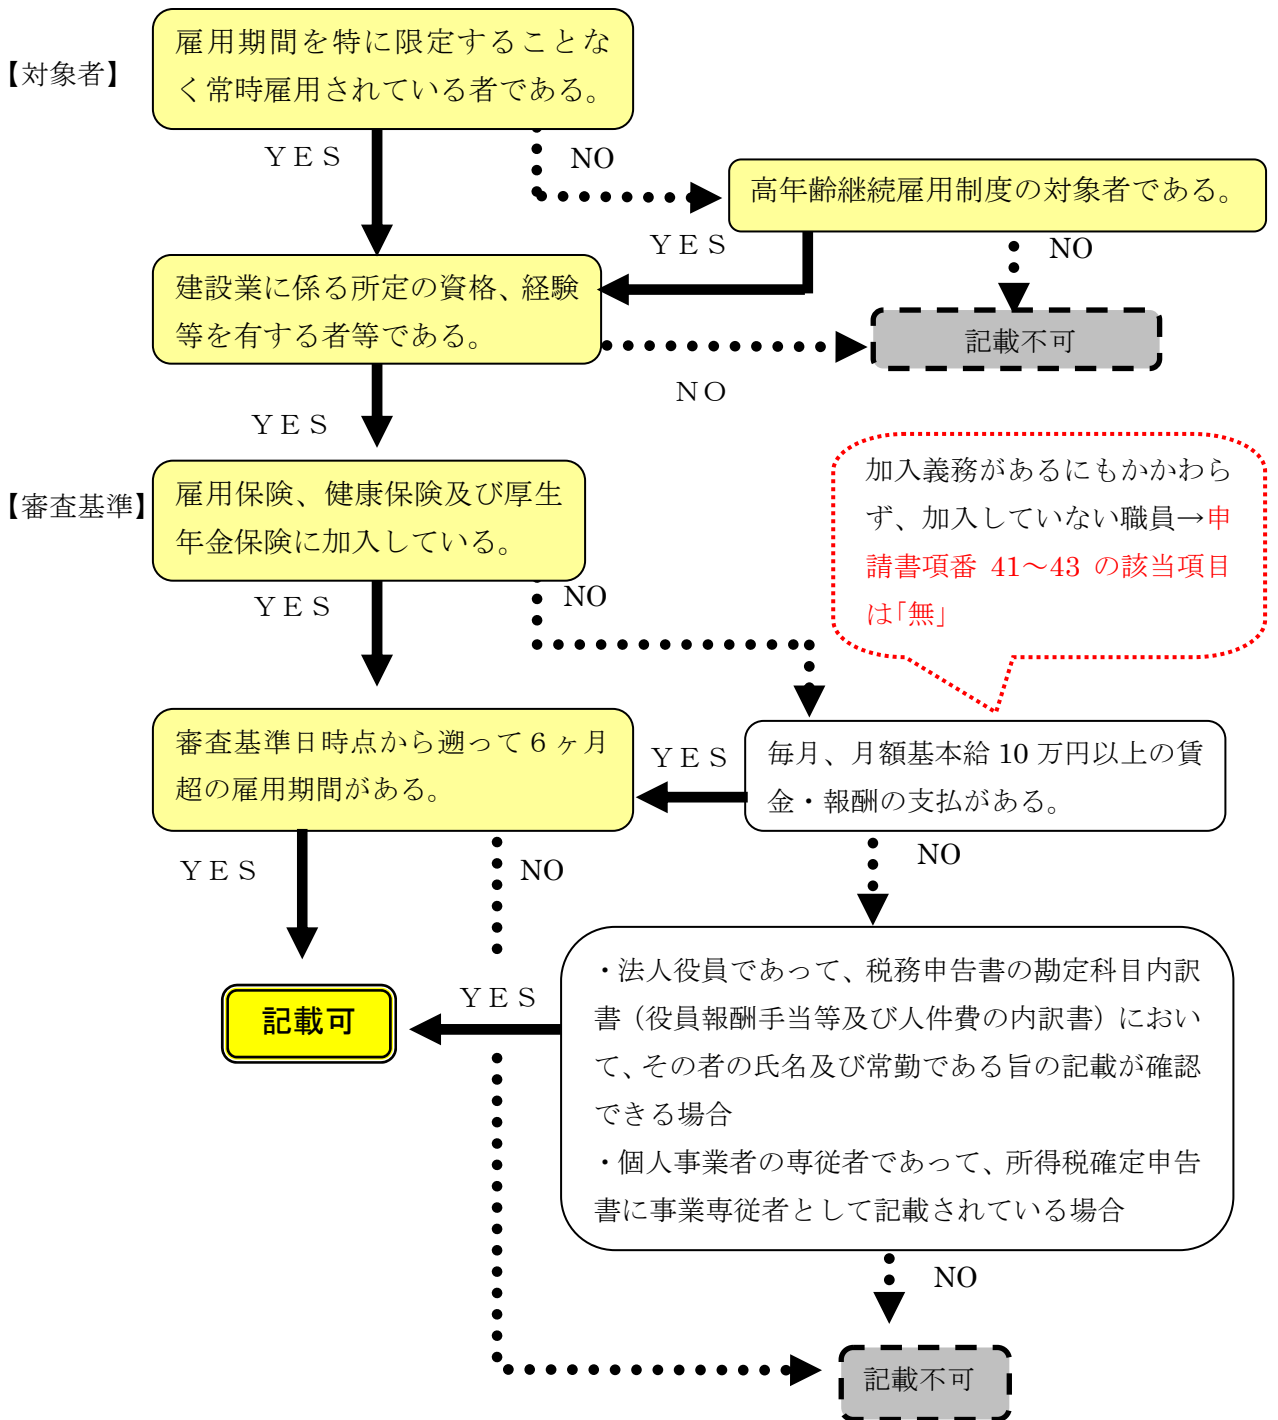 【対象者】
雇用期間を特に限定することな
く常時雇用されている者である。
ＹＥＳ
NO
高年齢継続雇用制度の対象者である。
ＹＥＳ
NO
建設業に係る所定の資格、経験
等を有する者等である。
記載不可
ＮＯ
ＹＥＳ
【審査基準】
雇用保険、健康保険及び厚生
年金保険に加入している。
加入義務があるにもかかわら
ず、加入していない職員→申
請書項番 41～43 の該当項目
は「無」
ＹＥＳ
NO
審査基準日時点から遡って６ヶ月
超の雇用期間がある。
ＹＥＳ
毎月、月額基本給 10 万円以上の賃
金・報酬の支払がある。
ＹＥＳ
NO
NO
記載可
ＹＥＳ
・法人役員であって、税務申告書の勘定科目内訳
書（役員報酬手当等及び人件費の内訳書）におい
て、その者の氏名及び常勤である旨の記載が確認
できる場合
・個人事業者の専従者であって、所得税確定申告
書に事業専従者として記載されている場合
NO
記載不可